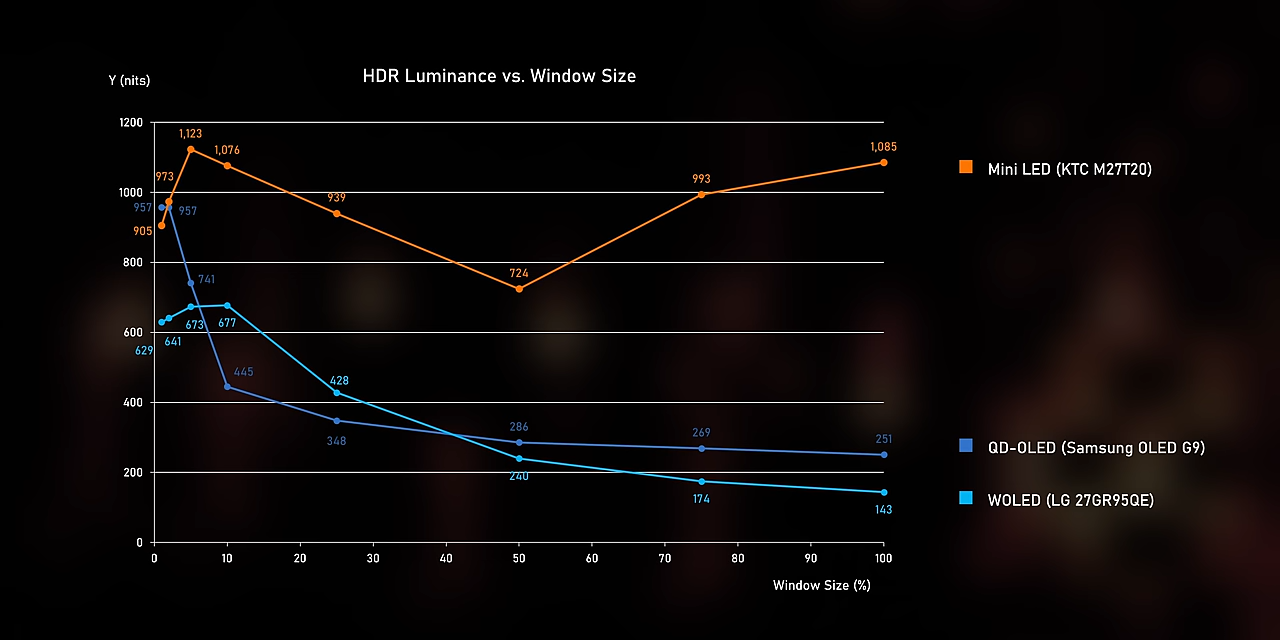 HDR Luminance vs. Window Size
Y (nits)
1200
1000
800
600
400
200
0
0 10 20 30 40 50 60 70 80 90 100
Window Size (%)
905 973 1,123 1,076 939 724 993 1,085
957 957 741 445 348 286 269 251
629 641 673 677 428 240 174 143
Mini LED (KTC M27T20)
QD-OLED (Samsung OLED G9)
WOLED (LG 27GR95QE)